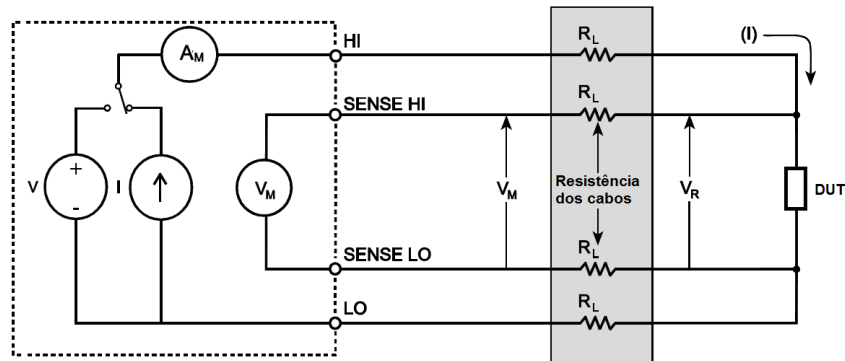 HI
A_M
R_L
(I)
SENSE HI
R_L
V
+
-
I
V_M
V_M
Resistência
dos cabos
V_R
DUT
SENSE LO
R_L
LO
R_L